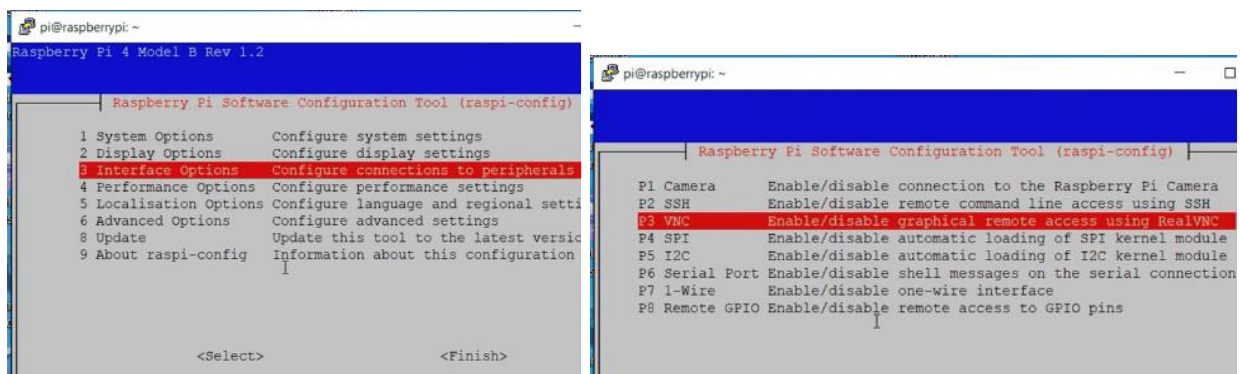 pi@raspberrypi: ~
Raspberry Pi 4 Model B Rev 1.2
Raspberry Pi Software Configuration Tool (raspi-config)
1 System Options Configure system settings
2 Display Options Configure display settings
3 Interface Options Configure connections to peripherals
4 Performance Options Configure performance settings
5 Localisation Options Configure language and regional setti
6 Advanced Options Configure advanced settings
8 Update Update this tool to the latest versio
9 About raspi-config Information about this configuration
<Select> <Finish>
pi@raspberrypi: ~
Raspberry Pi Software Configuration Tool (raspi-config)
P1 Camera Enable/disable connection to the Raspberry Pi Camera
P2 SSH Enable/disable remote command line access using SSH
P3 VNC Enable/disable graphical remote access using RealVNC
P4 SPI Enable/disable automatic loading of SPI kernel module
P5 I2C Enable/disable automatic loading of I2C kernel module
P6 Serial Port Enable/disable shell messages on the serial connection
P7 1-Wire Enable/disable one-wire interface
P8 Remote GPIO Enable/disable remote access to GPIO pins